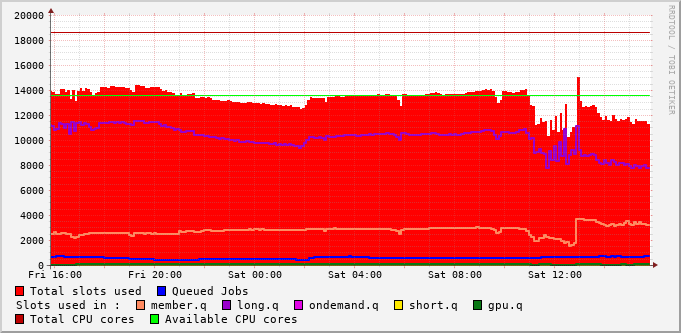 20000
18000
16000
14000
12000
10000
8000
6000
4000
2000
0
Fri 16:00 Fri 20:00 Sat 00:00 Sat 04:00 Sat 08:00 Sat 12:00
RRDTOOL / TOBI OETIKER
Total slots used Queued Jobs
Slots used in : member.q long.q ondemand.q short.q gpu.q
Total CPU cores Available CPU cores